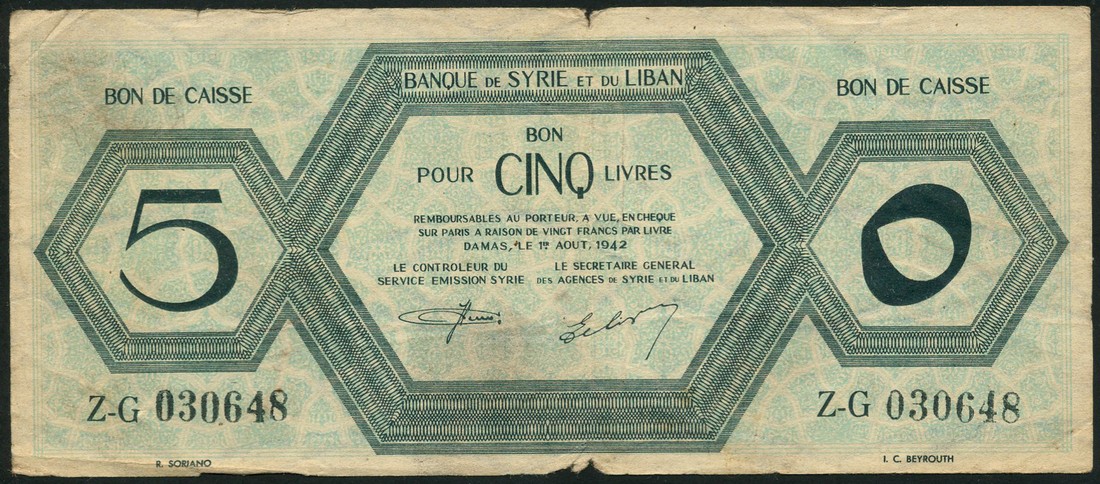 BANQUE DE SYRIE ET DU LIBAN
BON DE CAISSE
BON DE CAISSE
BON
POUR CINQ LIVRES
REMBOURSABLES AU PORTEUR, A VUE, EN CHEQUE
SUR PARIS A RAISON DE VINGT FRANCS PAR LIVRE
DAMAS, LE 1ER AOUT, 1942
LE CONTROLEUR DU
SERVICE EMISSION SYRIE
LE SECRETAIRE GENERAL
DES AGENCES DE SYRIE ET DU LIBAN
5
٥
Z-G 030648
Z-G 030648
R. SORIANO
I. C. BEYROUTH